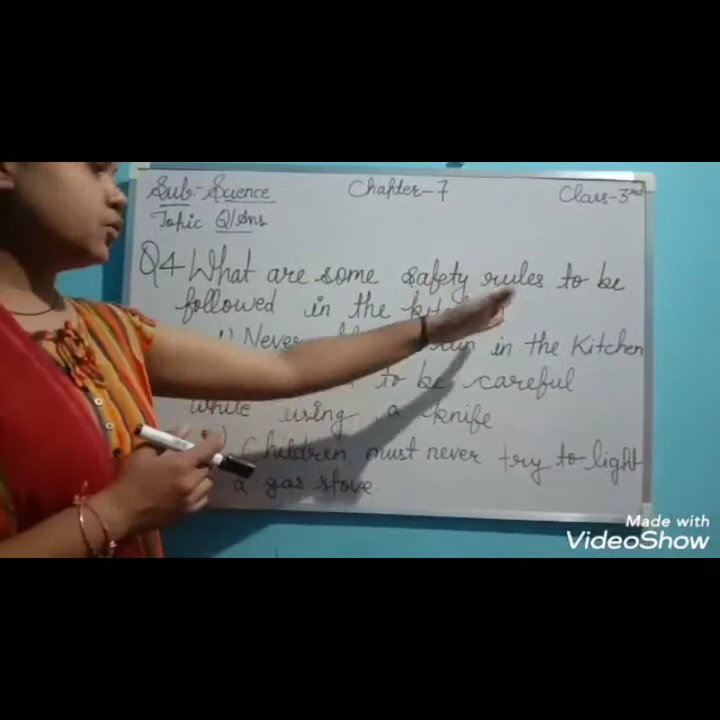 Sub:- Science Chapter-7 Class-3rd
Topic Q/Ans
Q4 What are some safety rules to be
followed in the
1) Never in the Kitchen
to be careful
while using a knife
Children must never try to light
a gas stove.
Made with
VideoShow